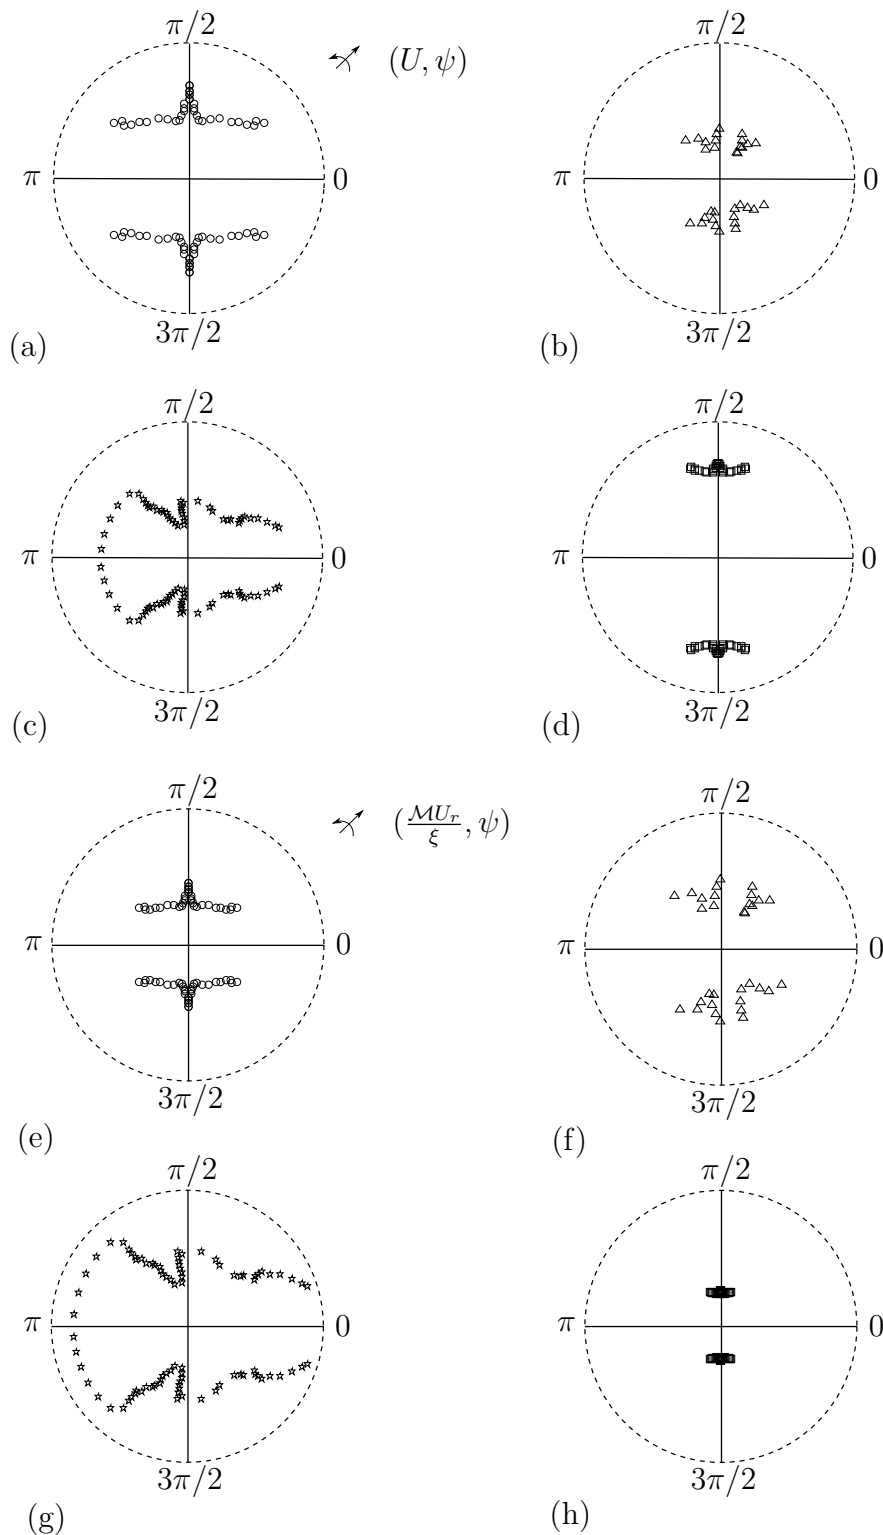 π/2 π/2
(U, ψ)
π 0 π 0
3π/2 3π/2
(a) (b)
π/2 π/2
π 0 π 0
3π/2 3π/2
(c) (d)
π/2 π/2
(ℳU_r/ξ, ψ)
π 0 π 0
3π/2 3π/2
(e) (f)
π/2 π/2
π 0 π 0
3π/2 3π/2
(g) (h)